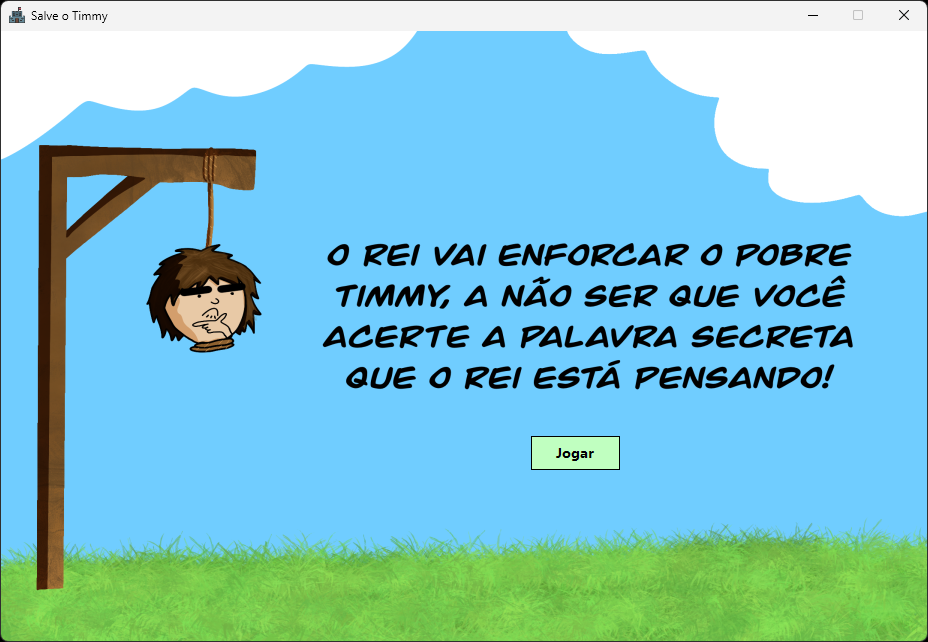 Salve o Timmy
O REI VAI ENFORCAR O POBRE
TIMMY, A NÃO SER QUE VOCÊ
ACERTE A PALAVRA SECRETA
QUE O REI ESTÁ PENSANDO!
Jogar